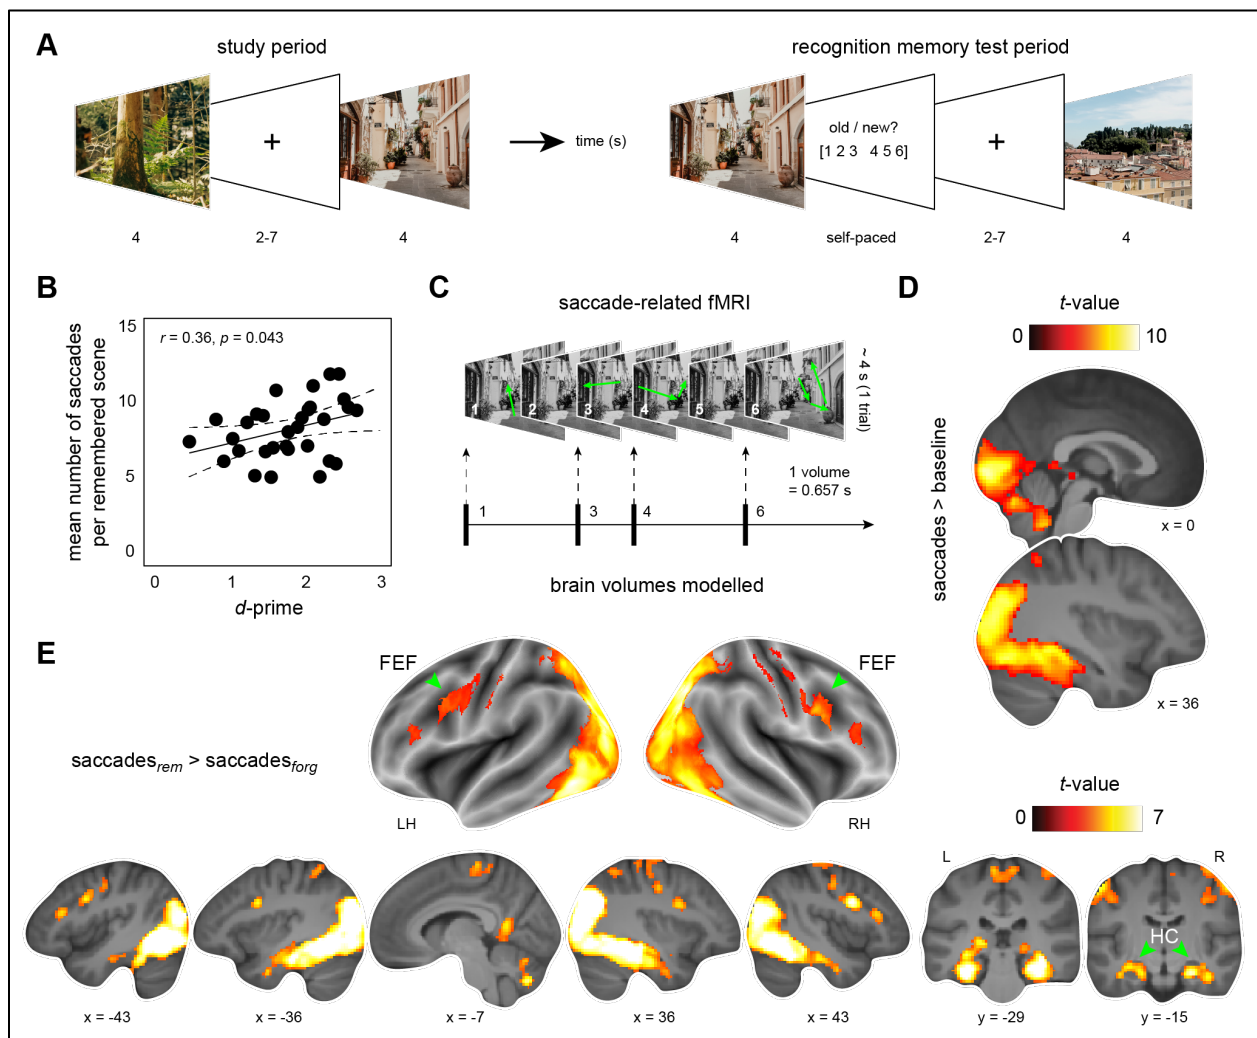 A
study period
recognition memory test period
+
time (s)
old / new?
[1 2 3 4 5 6]
+
4
2-7
4
4
self-paced
2-7
4
B
mean number of saccades
per remembered scene
15
10
5
0
r = 0.36, p = 0.043
0
1
2
3
d-prime
C
saccade-related fMRI
1
2
3
4
5
6
~ 4 s (1 trial)
1 volume
= 0.657 s
1
3
4
6
brain volumes modelled
D
t-value
0
10
saccades > baseline
x = 0
x = 36
E
FEF
FEF
saccadesrem > saccadesforg
LH
RH
t-value
0
7
L
R
HC
x = -43
x = -36
x = -7
x = 36
x = 43
y = -29
y = -15